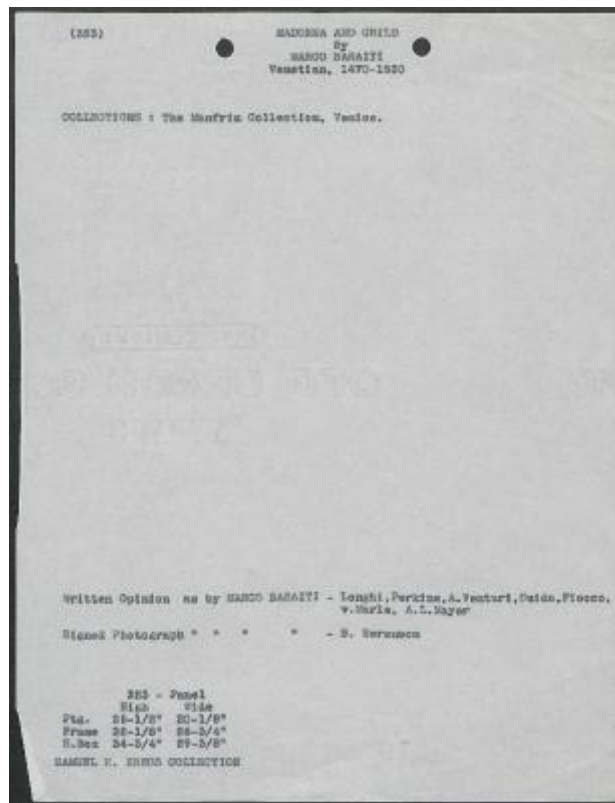 (383)
MADONNA AND CHILD
By
MARCO BASAITI
Venetian, 1470-1530
COLLECTIONS : The Manfrin Collection, Venice.
Written Opinion as by MARCO BASAITI - Longhi, Perkins, A.Venturi, Suida, Fiocco,
v.Marle, A.L.Mayer
Signed Photograph " " " " - B. Berenson
383 - Panel
High Wide
Ptg.
Frame
H.Box
SAMUEL H. KRESS COLLECTION